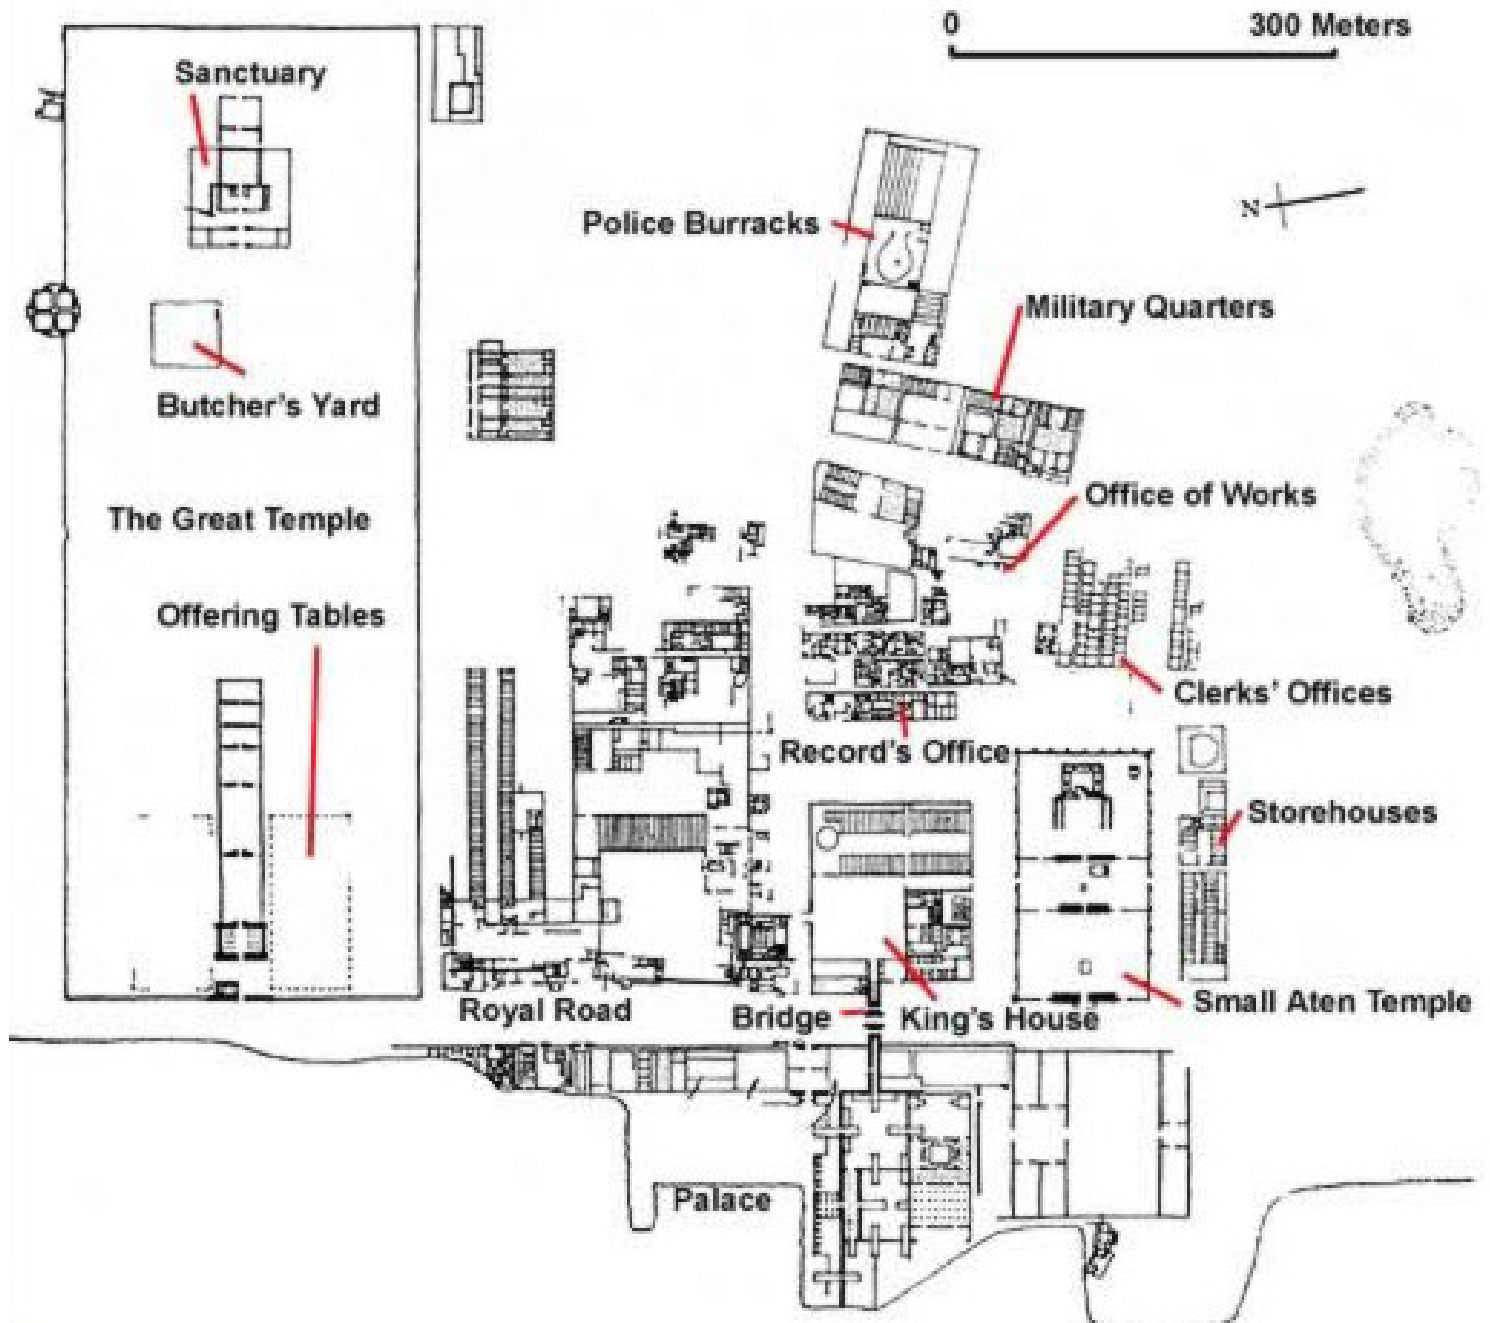 0 300 Meters
Sanctuary
N
Police Burracks
Military Quarters
Butcher's Yard
Office of Works
The Great Temple
Offering Tables
Clerks' Offices
Record's Office
Storehouses
Small Aten Temple
Royal Road
Bridge
King's House
Palace